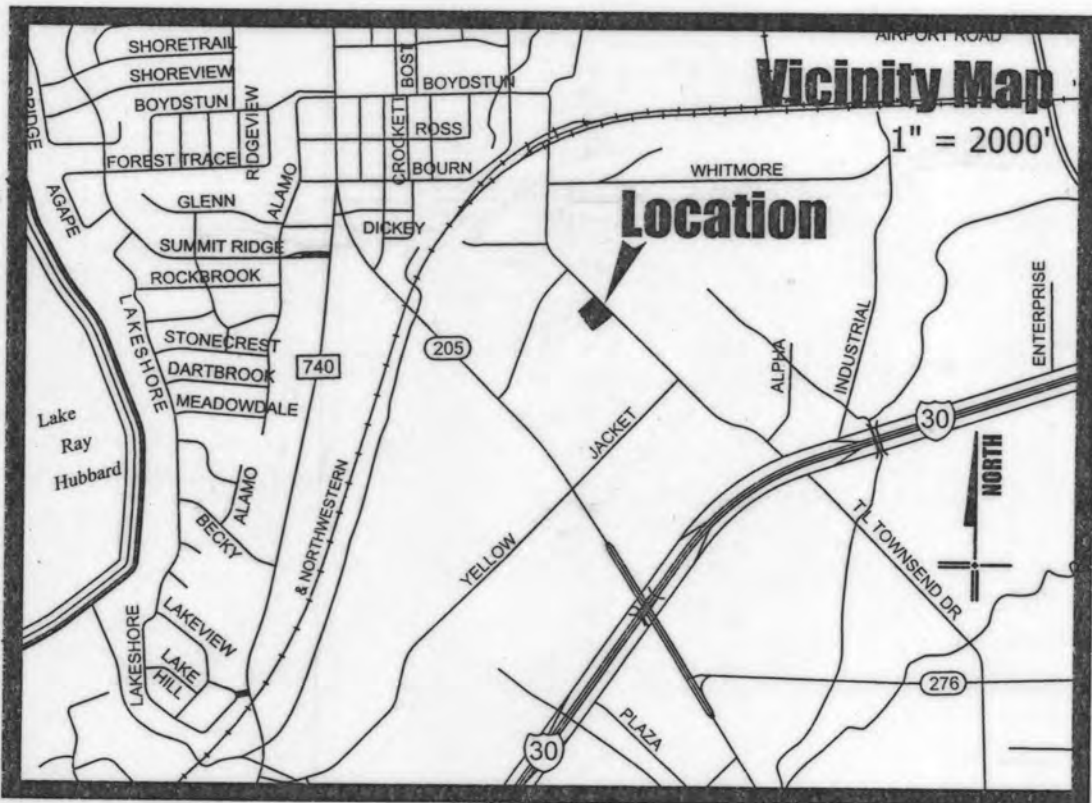 SHORETRAIL
SHOREVIEW
BOYDSTUN
RIDGEVIEW
FOREST TRACE
AGAPE
GLENN
ALAMO
SUMMIT RIDGE
ROCKBROOK
LAKESHORE
STONECREST
DARTBROOK
MEADOWDALE
Lake
Ray
Hubbard
ALAMO
BECKY
LAKEVIEW
LAKE
HILL
LAKESHORE
740
& NORTHWESTERN
BOST
BOYDSTUN
CROCKETT
ROSS
BOURN
DICKEY
205
AIRPORT ROAD
Vicinity Map
1" = 2000'
WHITMORE
Location
ALPHA
INDUSTRIAL
ENTERPRISE
30
NORTH
YELLOW
JACKET
T L TOWNSEND DR
276
PLAZA
30